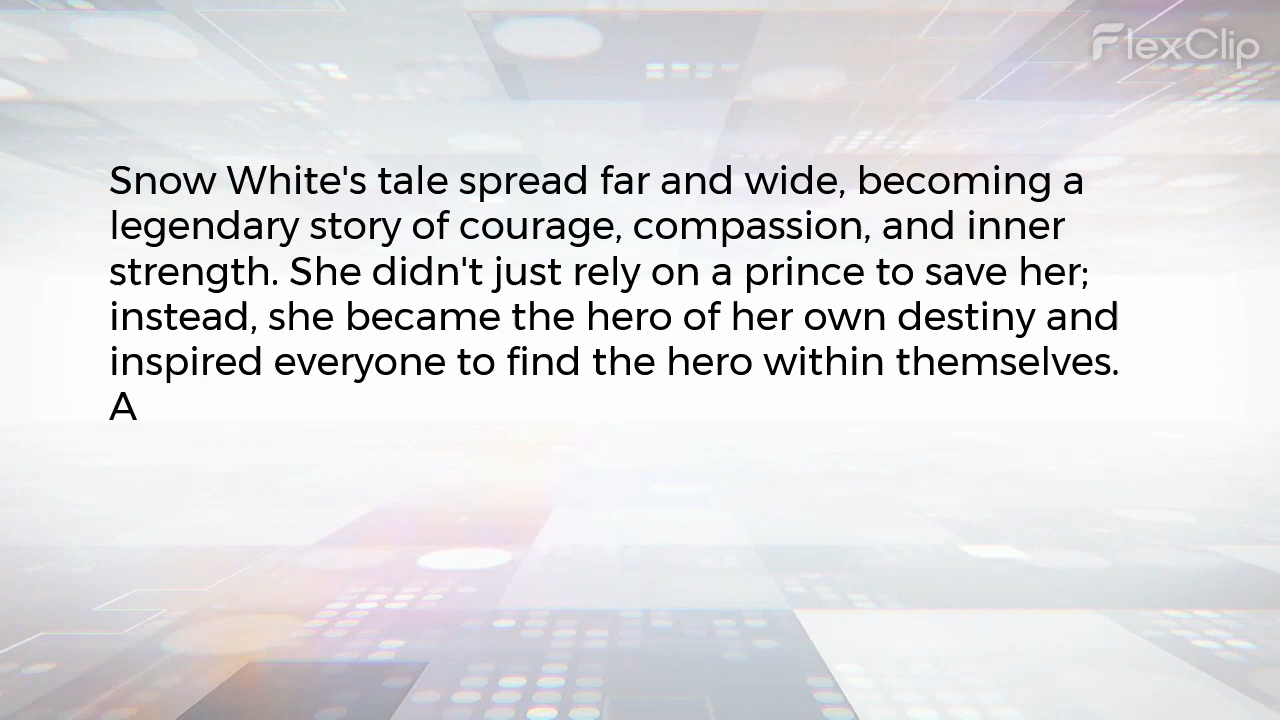 FlexClip
Snow White's tale spread far and wide, becoming a
legendary story of courage, compassion, and inner
strength. She didn't just rely on a prince to save her;
instead, she became the hero of her own destiny and
inspired everyone to find the hero within themselves.
A